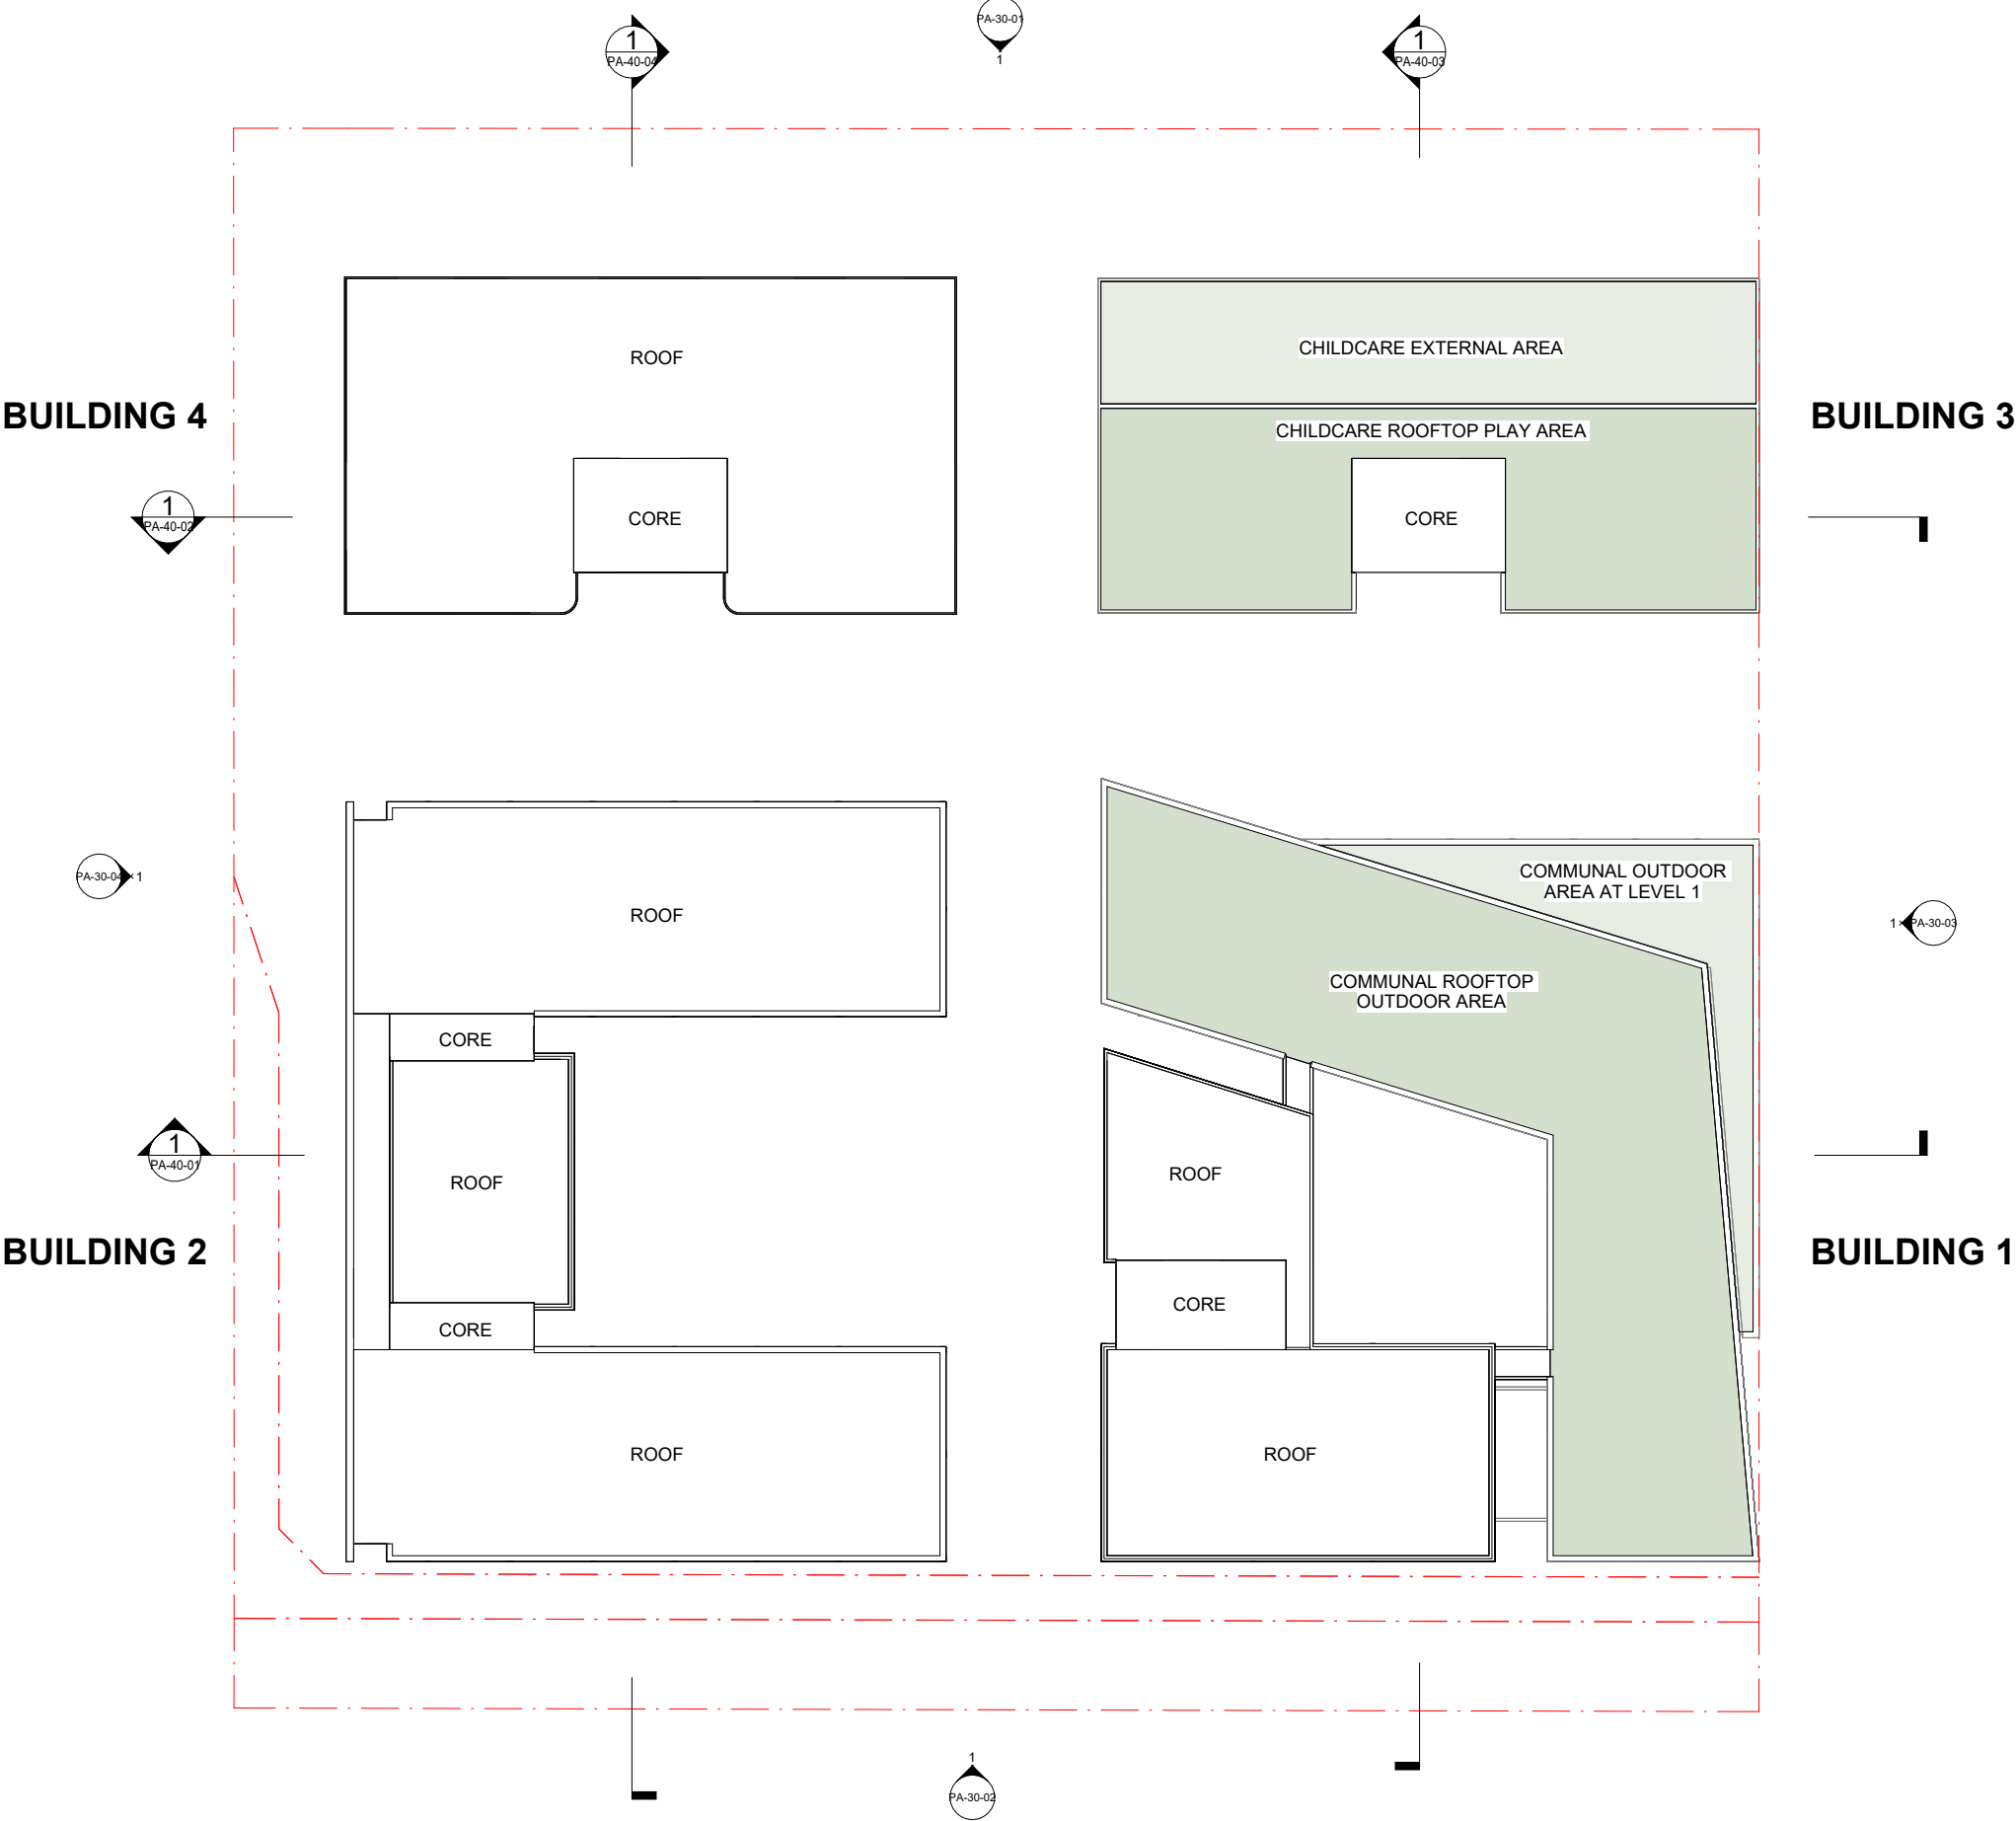 PA-30-01
1
1
PA-40-04
1
PA-40-03
ROOF
CHILDCARE EXTERNAL AREA
BUILDING 4
BUILDING 3
CHILDCARE ROOFTOP PLAY AREA
1
PA-40-02
CORE
CORE
COMMUNAL OUTDOOR
AREA AT LEVEL 1
PA-30-04
1
ROOF
1
PA-30-03
COMMUNAL ROOFTOP
OUTDOOR AREA
CORE
1
PA-40-01
ROOF
ROOF
BUILDING 2
BUILDING 1
CORE
CORE
ROOF
ROOF
1
PA-30-02